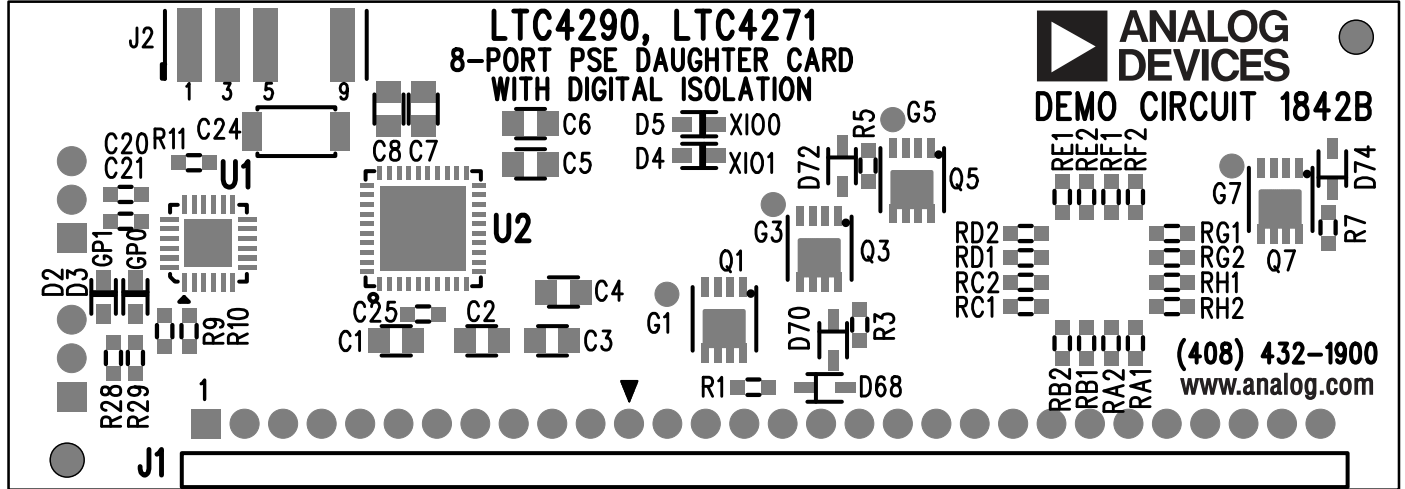 LTC4290, LTC4271
8-PORT PSE DAUGHTER CARD
WITH DIGITAL ISOLATION
ANALOG
DEVICES
DEMO CIRCUIT 1842B
J2
1 3 5 9
C20
C21
R11
C24
U1
C8 C7
C6
C5
D5 XIO0
D4 XIO1
D72
R5
G5
Q5
RE1
RE2
RF1
RF2
G7
Q7
D74
R7
GP1
GP0
D2
D3
U2
G3
Q3
RD2
RD1
RC2
RC1
RG1
RG2
RH1
RH2
R9
R10
C25
C1
C2
C4
C3
G1
Q1
D70
R3
RB2
RB1
RA2
RA1
(408) 432-1900
www.analog.com
R28
R29
R1
D68
1
J1